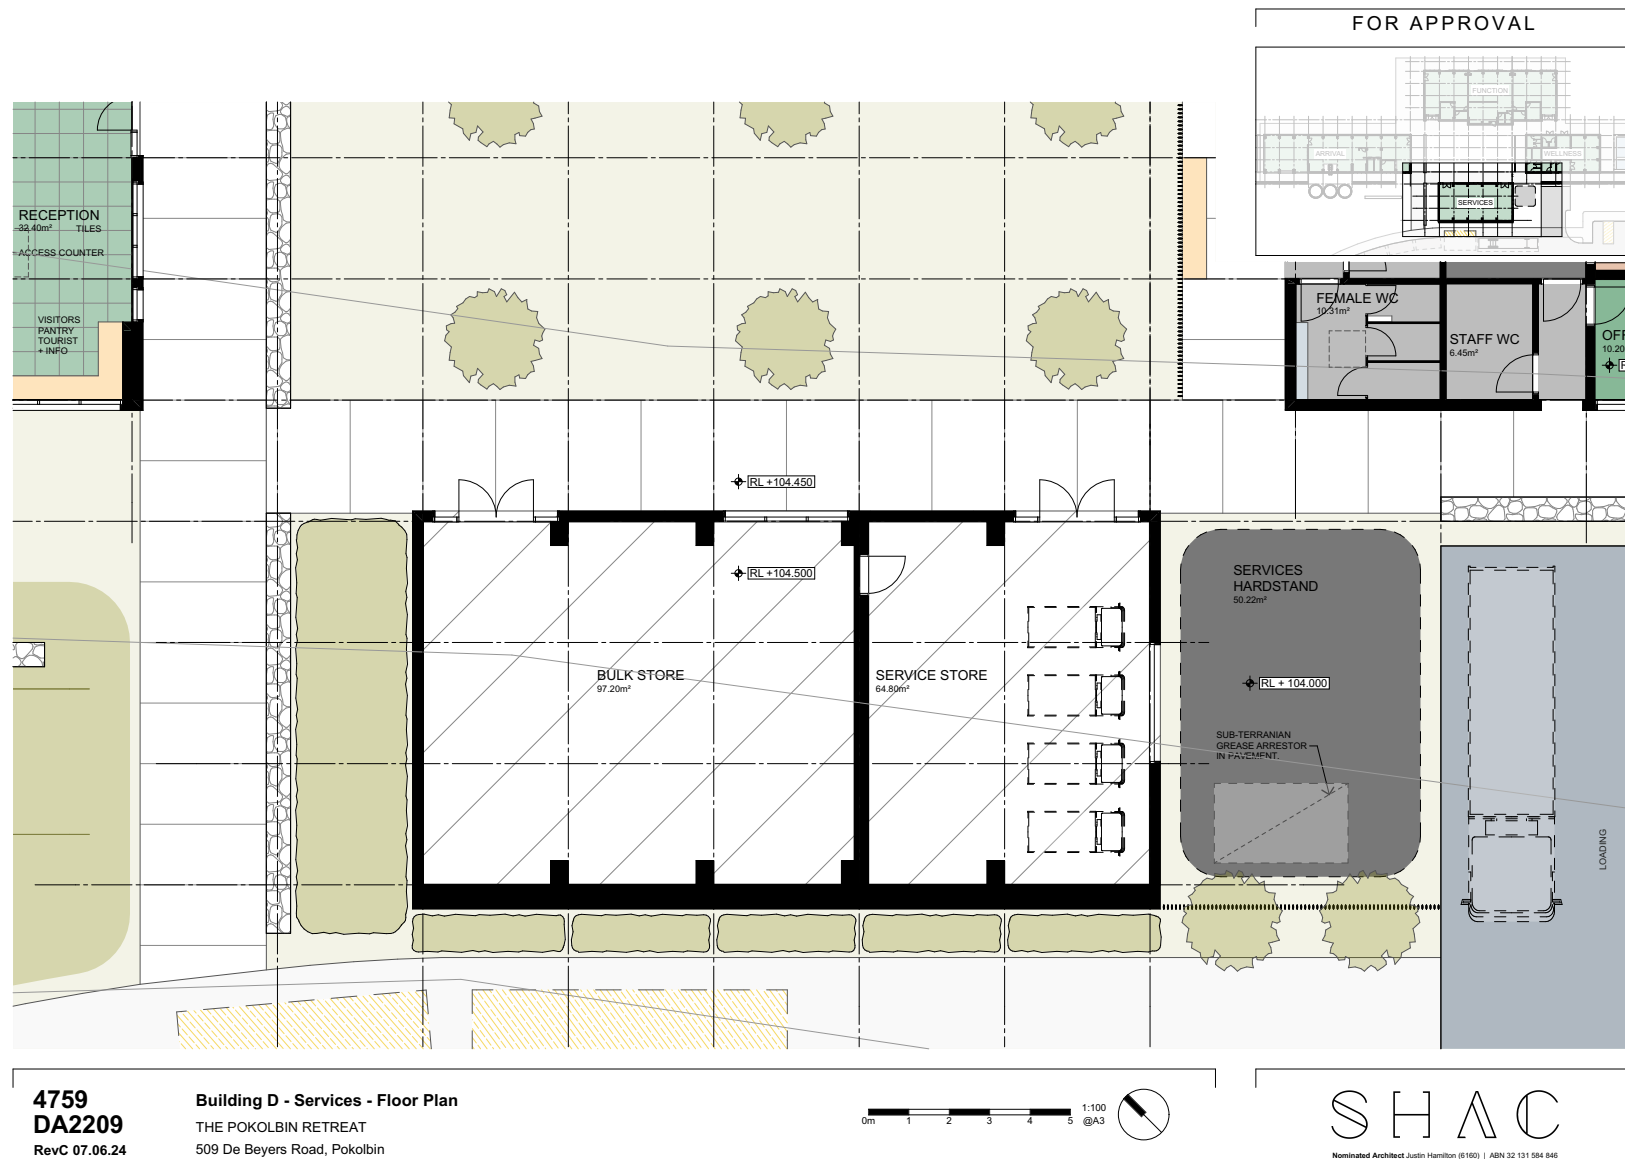 FOR APPROVAL
FUNCTION
ARRIVAL
WELLNESS
SERVICES
RECEPTION
32.40m² TILES
ACCESS COUNTER
VISITORS
PANTRY
TOURIST
+ INFO
FEMALE WC
10.31m²
STAFF WC
6.45m²
OFF
10.20
RL +104.450
RL +104.500
BULK STORE
97.20m²
SERVICE STORE
64.80m²
SERVICES
HARDSTAND
50.22m²
RL + 104.000
SUB-TERRANIAN
GREASE ARRESTOR
IN PAVEMENT.
LOADING
4759
DA2209
RevC 07.06.24
Building D - Services - Floor Plan
THE POKOLBIN RETREAT
509 De Beyers Road, Pokolbin
0m 1 2 3 4 5
1:100
@A3
SHAC
Nominated Architect Justin Hamilton (6160) | ABN 32 131 584 846